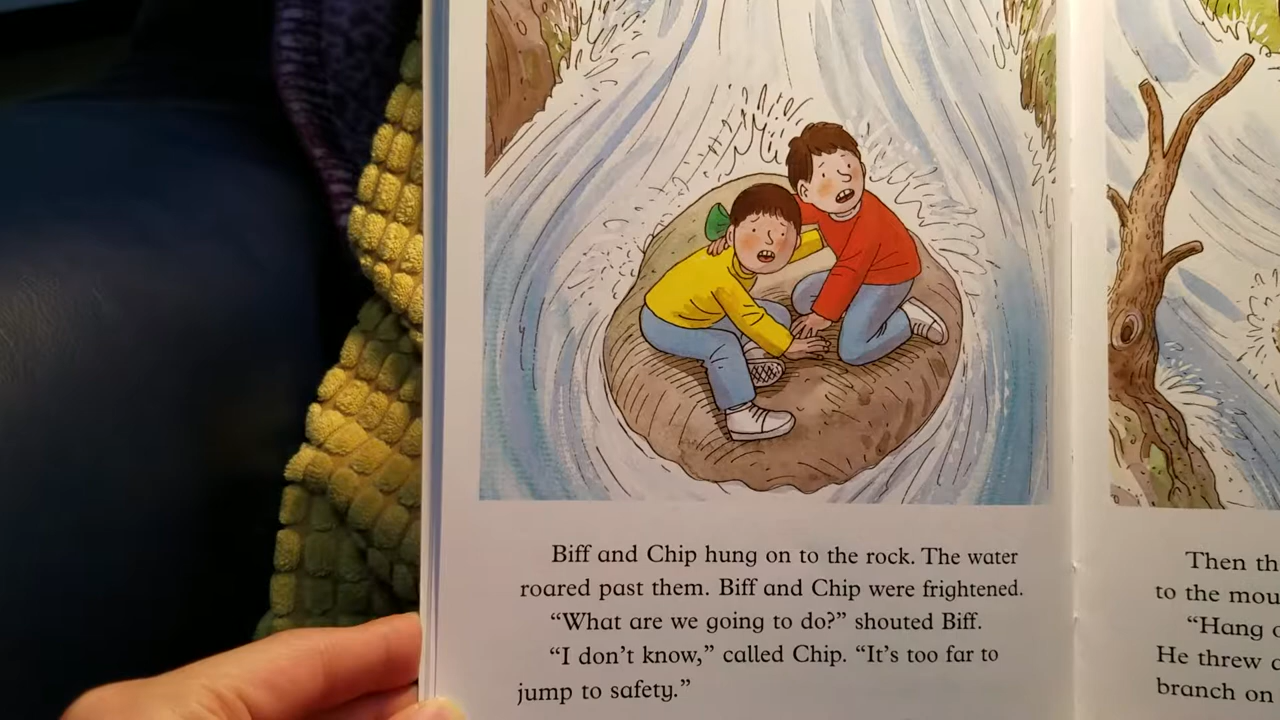 Biff and Chip hung on to the rock. The water
roared past them. Biff and Chip were frightened.
“What are we going to do?” shouted Biff.
“I don’t know,” called Chip. “It’s too far to
jump to safety.”
Then th
to the mou
“Hang
He threw
branch on